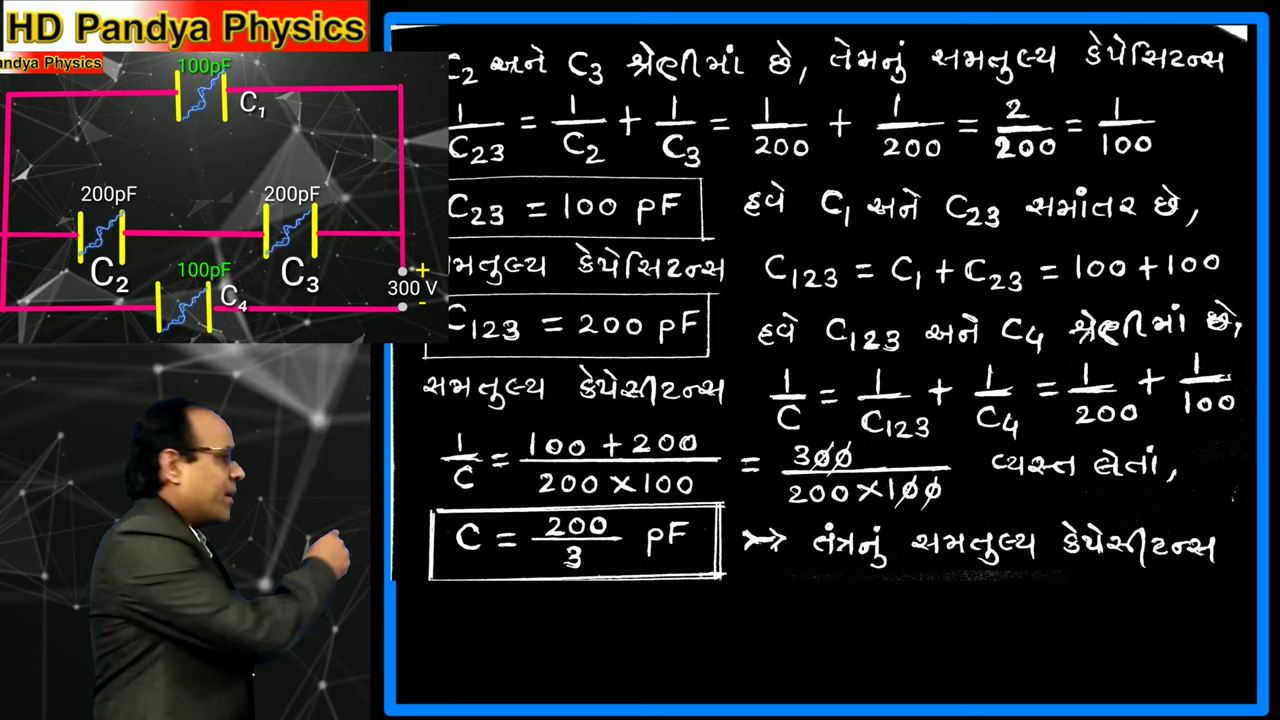 HD Pandya Physics
andya Physics
100pF
C₁
200pF
200pF
C₂
C₃
100pF
C₄
+
300 V
-
C₂ અને C₃ શ્રેણીમાં છે, તેમનું સમતુલ્ય કેપેસિટન્સ
1/C₂₃ = 1/C₂ + 1/C₃ = 1/200 + 1/200 = 2/200 = 1/100
C₂₃ = 100 pF હવે C₁ અને C₂₃ સમાંતર છે,
મતુલ્ય કેપેસિટન્સ C₁₂₃ = C₁ + C₂₃ = 100 + 100
C₁₂₃ = 200 pF હવે C₁₂₃ અને C₄ શ્રેણીમાં છે,
સમતુલ્ય કેપેસીટન્સ 1/C = 1/C₁₂₃ + 1/C₄ = 1/200 + 1/100
1/C = 100 + 200 / 200 × 100 = 300 / 200 × 100 વ્યસ્ત લેતાં,
C = 200/3 pF ↣ તંત્રનું સમતુલ્ય કેપેસીટન્સ